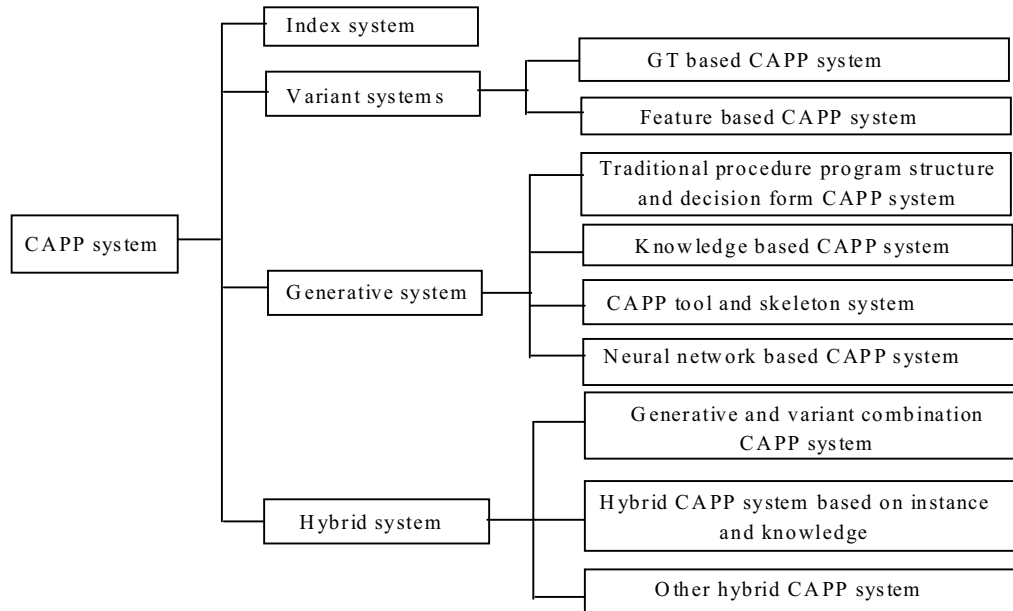 Index system
GT based CAPP system
Variant systems
Feature based CAPP system
Traditional procedure program structure
and decision form CAPP system
CAPP system
Knowledge based CAPP system
Generative system
CAPP tool and skeleton system
Neural network based CAPP system
Generative and variant combination
CAPP system
Hybrid system
Hybrid CAPP system based on instance
and knowledge
Other hybrid CAPP system